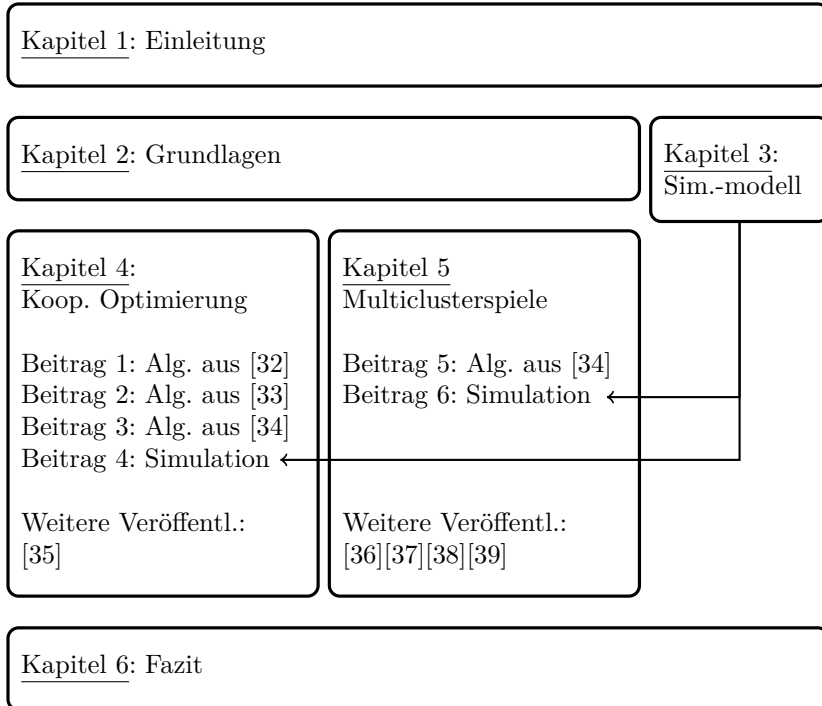 Kapitel 1: Einleitung
Kapitel 2: Grundlagen
Kapitel 3:
Sim.-modell
Kapitel 4:
Koop. Optimierung
Beitrag 1: Alg. aus [32]
Beitrag 2: Alg. aus [33]
Beitrag 3: Alg. aus [34]
Beitrag 4: Simulation
Weitere Veröffentl.:
[35]
Kapitel 5
Multiclusterspiele
Beitrag 5: Alg. aus [34]
Beitrag 6: Simulation
Weitere Veröffentl.:
[36][37][38][39]
Kapitel 6: Fazit